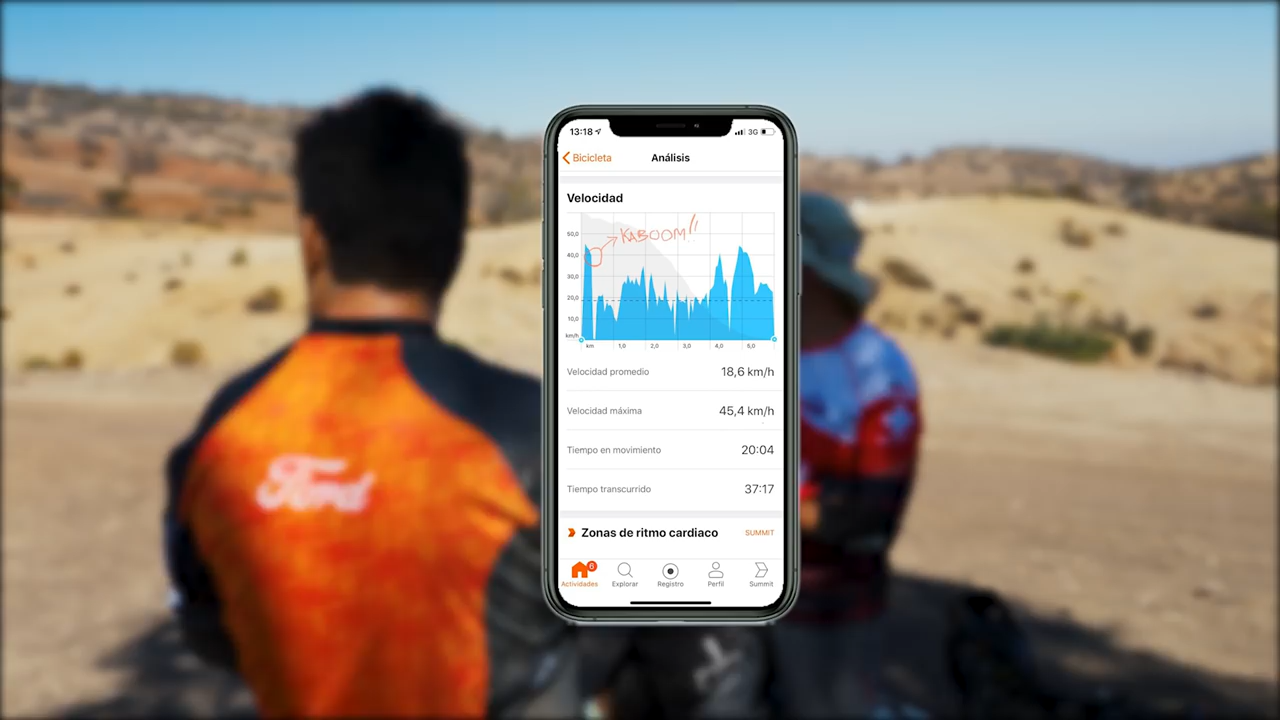 13:18
3G
Bicicleta
Análisis
Velocidad
KABOOM!!
50,0
40,0
30,0
20,0
10,0
km/h
km 1,0 2,0 3,0 4,0 5,0
Velocidad promedio 18,6 km/h
Velocidad máxima 45,4 km/h
Tiempo en movimiento 20:04
Tiempo transcurrido 37:17
Zonas de ritmo cardiaco SUMMIT
6
Actividades Explorar Registro Perfil Summit
Ford